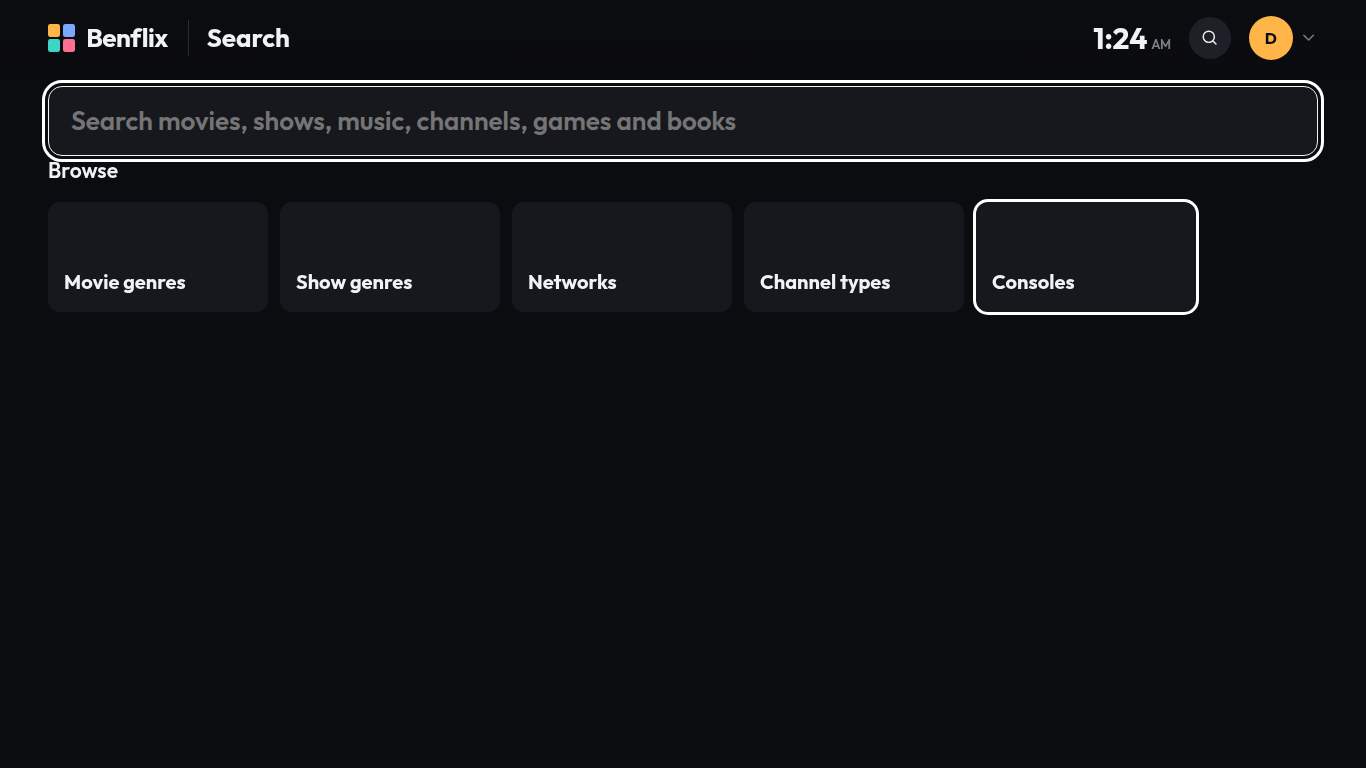 Benflix
Search
1:24 AM
D
Search movies, shows, music, channels, games and books
Browse
Movie genres
Show genres
Networks
Channel types
Consoles